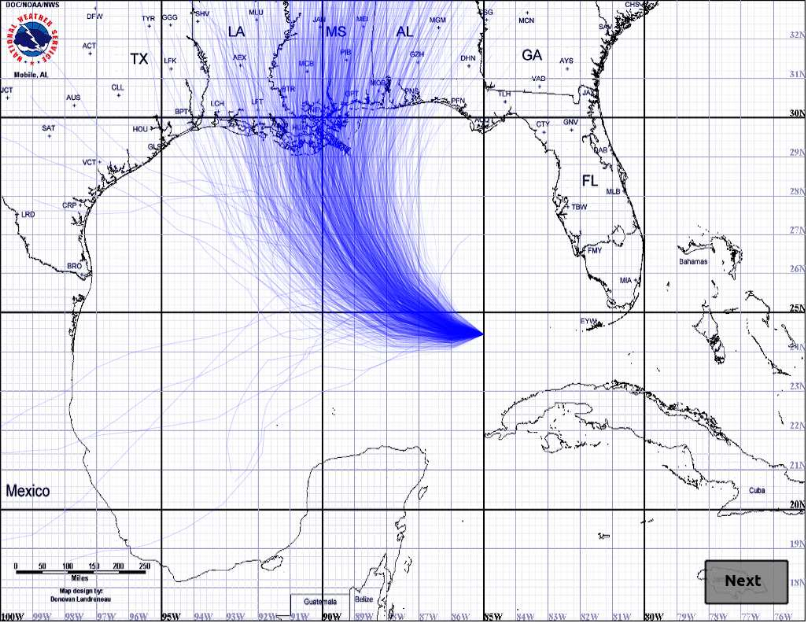 DOC/NOAA/NWS
NATIONAL WEATHER SERVICE
Mobile, AL
DFW
TYR
GGG
SHV
MLU
JAN
MEI
MGM
CSG
MCN
CHS
SAV
32N
ACT
TX
LFK
LA
AEX
MS
MCB
PIB
AL
GZH
DHN
GA
AYS
VAD
31N
JCT
AUS
CLL
BPT
LCH
LFT
BTR
GPT
MOB
PNS
PFN
TLH
JAX
30N
SAT
HOU
GLS
CTY
GNV
DAB
29N
VCT
FL
MLB
28N
LRD
CRP
TBW
27N
FMY
Bahamas
BRO
MIA
26N
25N
EYW
24N
23N
22N
21N
Mexico
Cuba
20N
19N
0 50 100 150 200 250
Miles
Map design by:
Donovan Landreneau
Guatemala
Belize
Next
18N
100W 99W 98W 97W 96W 95W 94W 93W 92W 91W 90W 89W 88W 87W 86W 85W 84W 83W 82W 81W 80W 79W 78W 77W 76W